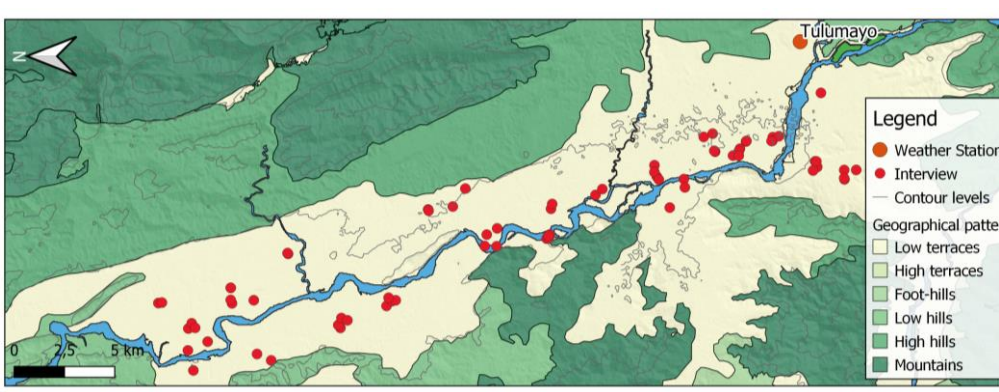 Tulumayo
N
Legend
Weather Station
Interview
Contour levels
Geographical patte
Low terraces
High terraces
Foot-hills
Low hills
High hills
Mountains
0 2,5 5 km